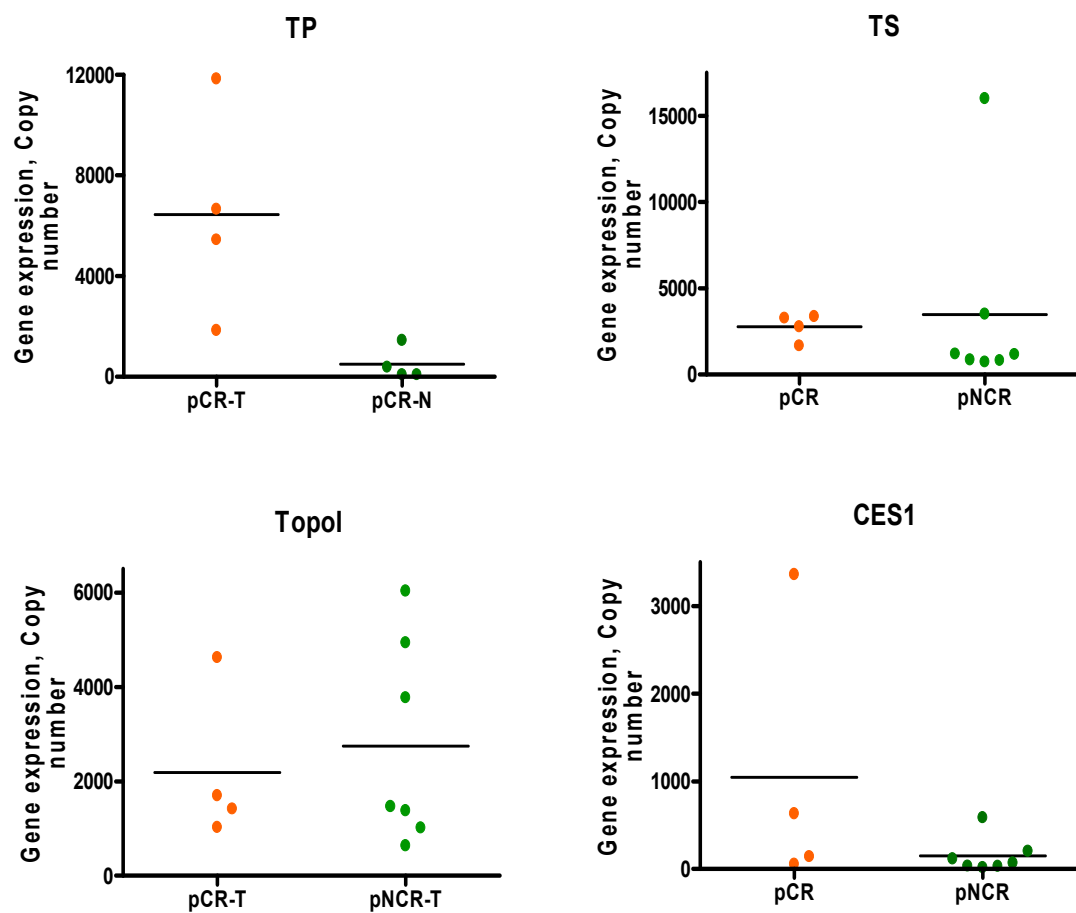 TP
Gene expression, Copy
number
12000
8000
4000
0
pCR-T
pCR-N
TS
Gene expression, Copy
number
15000
10000
5000
0
pCR
pNCR
TopoI
Gene expression, Copy
number
6000
4000
2000
0
pCR-T
pNCR-T
CES1
Gene expression, Copy
number
3000
2000
1000
0
pCR
pNCR